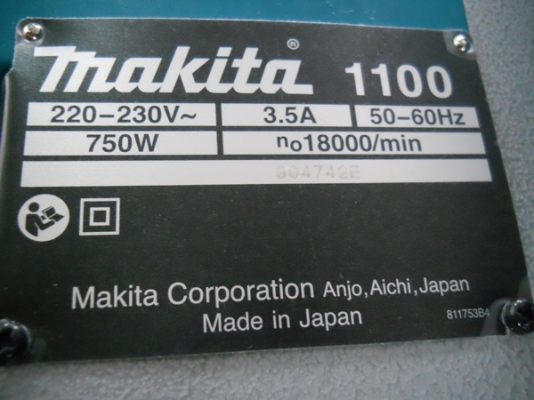 makita® 1100
220–230V~ 3.5A 50–60Hz
750W no18000/min
Makita Corporation Anjo, Aichi, Japan
Made in Japan
811753B4